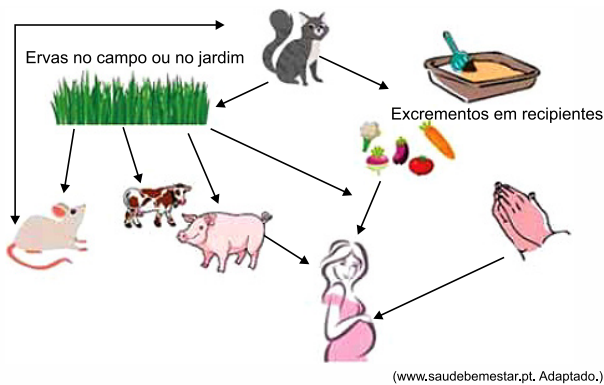 Ervas no campo ou no jardim
Excrementos em recipientes
(www.saudebemestar.pt. Adaptado.)